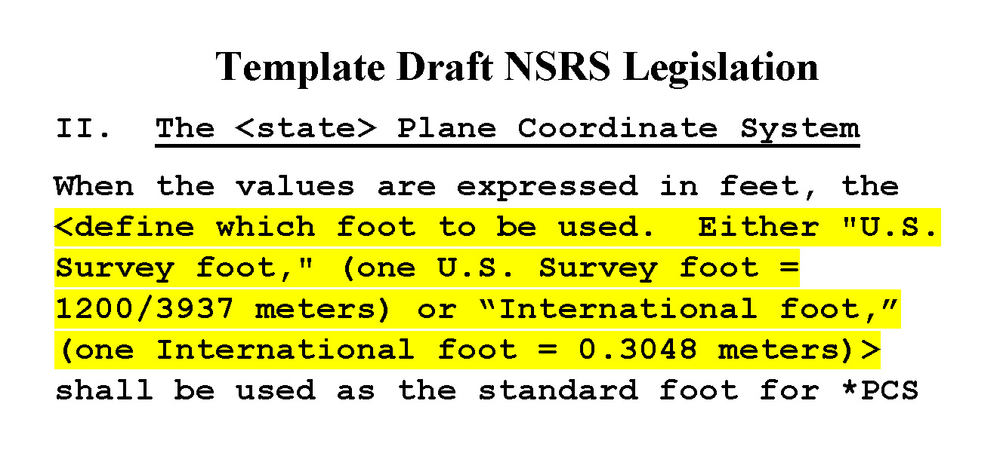 Template Draft NSRS Legislation
II.  The <state> Plane Coordinate System
When the values are expressed in feet, the
<define which foot to be used.  Either "U.S.
Survey foot," (one U.S. Survey foot =
1200/3937 meters) or “International foot,”
(one International foot = 0.3048 meters)>
shall be used as the standard foot for *PCS